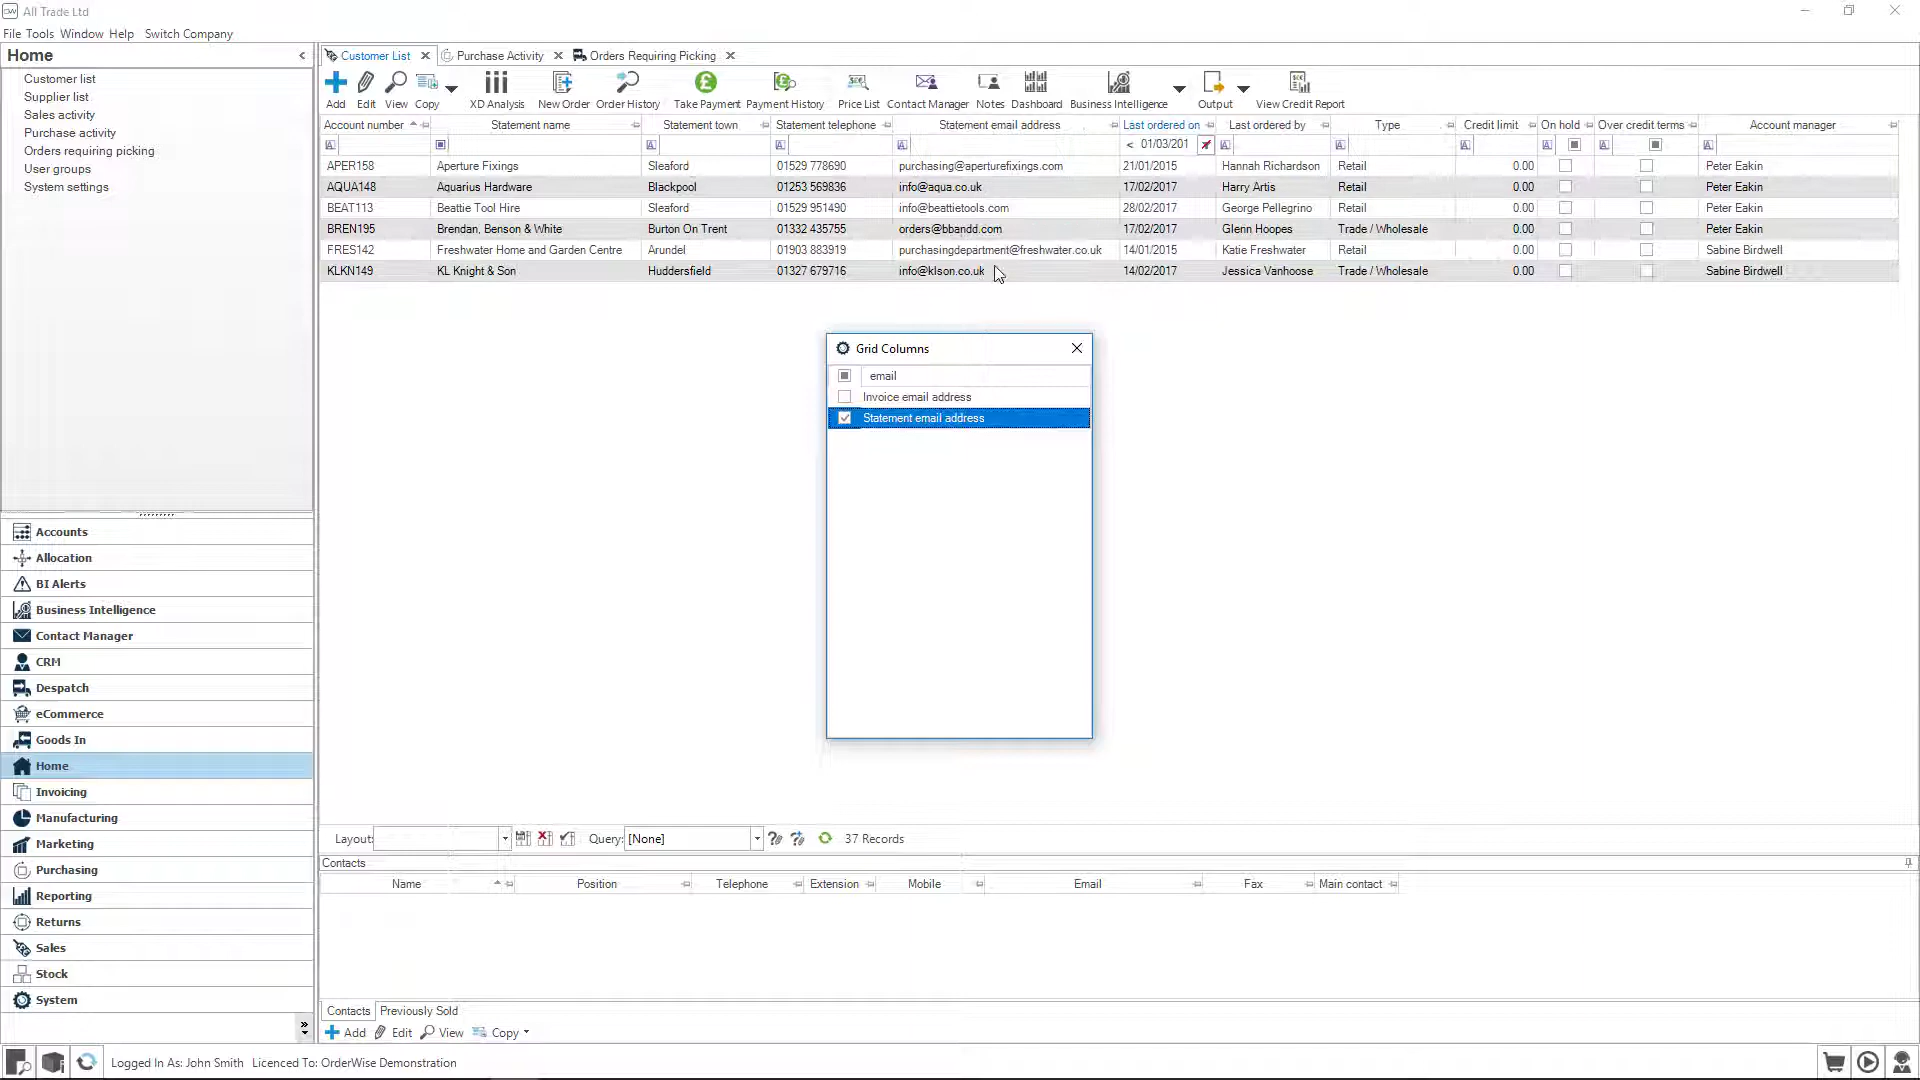 All Trade Ltd
File Tools Window Help Switch Company
Home
Customer list
Supplier list
Sales activity
Purchase activity
Orders requiring picking
User groups
System settings
Customer List Purchase Activity Orders Requiring Picking
Add Edit View Copy XD Analysis New Order Order History Take Payment Payment History Price List Contact Manager Notes Dashboard Business Intelligence Output View Credit Report
Account number Statement name Statement town Statement telephone Statement email address Last ordered on Last ordered by Type Credit limit On hold Over credit terms Account manager
< 01/03/201
APER158 Aperture Fixings Sleaford 01529 778690 purchasing@aperturefixings.com 21/01/2015 Hannah Richardson Retail 0.00 Peter Eakin
AQUA148 Aquarius Hardware Blackpool 01253 569836 info@aqua.co.uk 17/02/2017 Harry Artis Retail 0.00 Peter Eakin
BEAT113 Beattie Tool Hire Sleaford 01529 951490 info@beattietools.com 28/02/2017 George Pellegrino Retail 0.00 Peter Eakin
BREN195 Brendan, Benson & White Burton On Trent 01332 435755 orders@bbandd.com 17/02/2017 Glenn Hoopes Trade / Wholesale 0.00 Peter Eakin
FRES142 Freshwater Home and Garden Centre Arundel 01903 883919 purchasingdepartment@freshwater.co.uk 14/01/2015 Katie Freshwater Retail 0.00 Sabine Birdwell
KLKN149 KL Knight & Son Huddersfield 01327 679716 info@klson.co.uk 14/02/2017 Jessica Vanhoose Trade / Wholesale 0.00 Sabine Birdwell
Grid Columns
email
Invoice email address
Statement email address
Accounts
Allocation
BI Alerts
Business Intelligence
Contact Manager
CRM
Despatch
eCommerce
Goods In
Home
Invoicing
Manufacturing
Marketing
Purchasing
Reporting
Returns
Sales
Stock
System
Layout: Query: [None] 37 Records
Contacts
Name Position Telephone Extension Mobile Email Fax Main contact
Contacts Previously Sold
Add Edit View Copy
Logged In As: John Smith Licenced To: OrderWise Demonstration